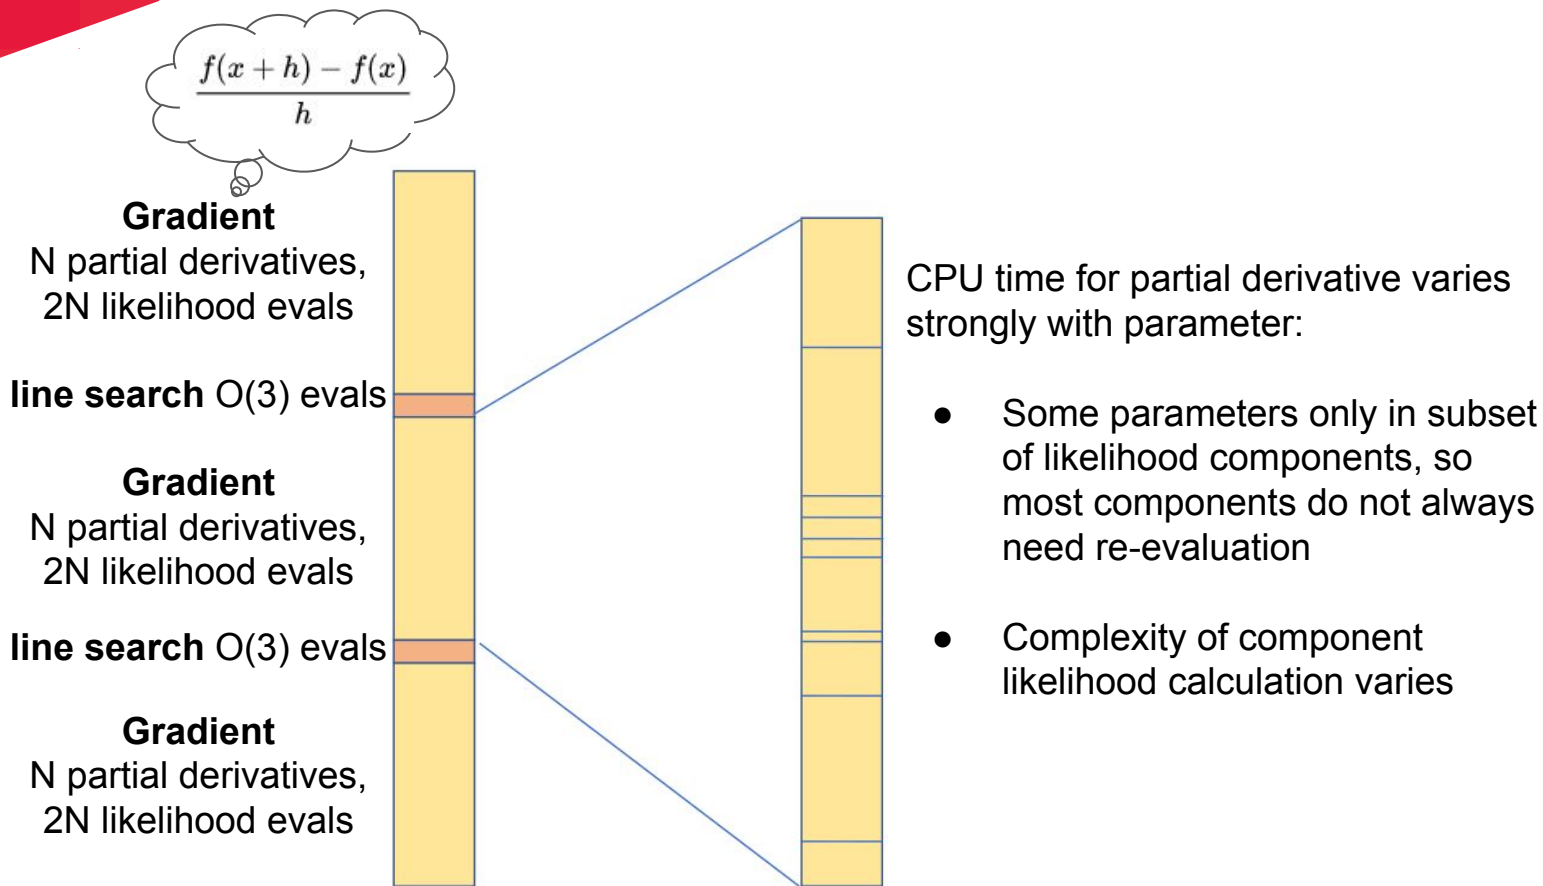 f(x + h) − f(x)
h
Gradient
N partial derivatives,
2N likelihood evals
line search O(3) evals
Gradient
N partial derivatives,
2N likelihood evals
line search O(3) evals
Gradient
N partial derivatives,
2N likelihood evals
CPU time for partial derivative varies
strongly with parameter:
● Some parameters only in subset
of likelihood components, so
most components do not always
need re-evaluation
● Complexity of component
likelihood calculation varies